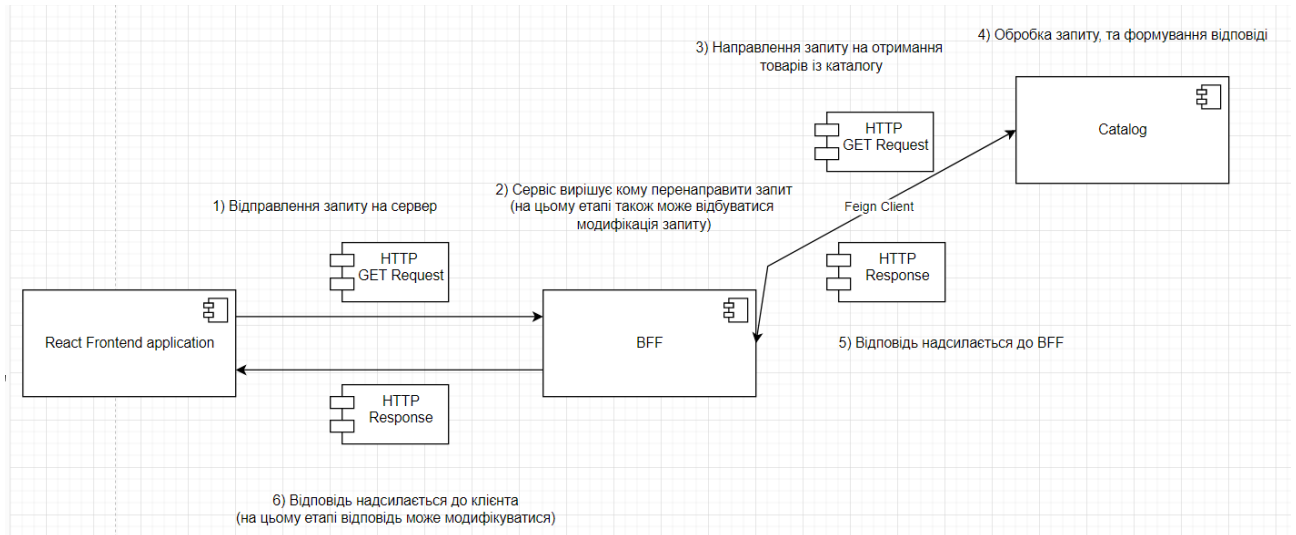 4) Обробка запиту, та формування відповіді
3) Направлення запиту на отримання
товарів із каталогу
HTTP
GET Request
Catalog
2) Сервіс вирішує кому перенаправити запит
(на цьому етапі також може відбуватися
модифікація запиту)
1) Відправлення запиту на сервер
Feign Client
HTTP
GET Request
HTTP
Response
React Frontend application
BFF
5) Відповідь надсилається до BFF
HTTP
Response
6) Відповідь надсилається до клієнта
(на цьому етапі відповідь може модифікуватися)